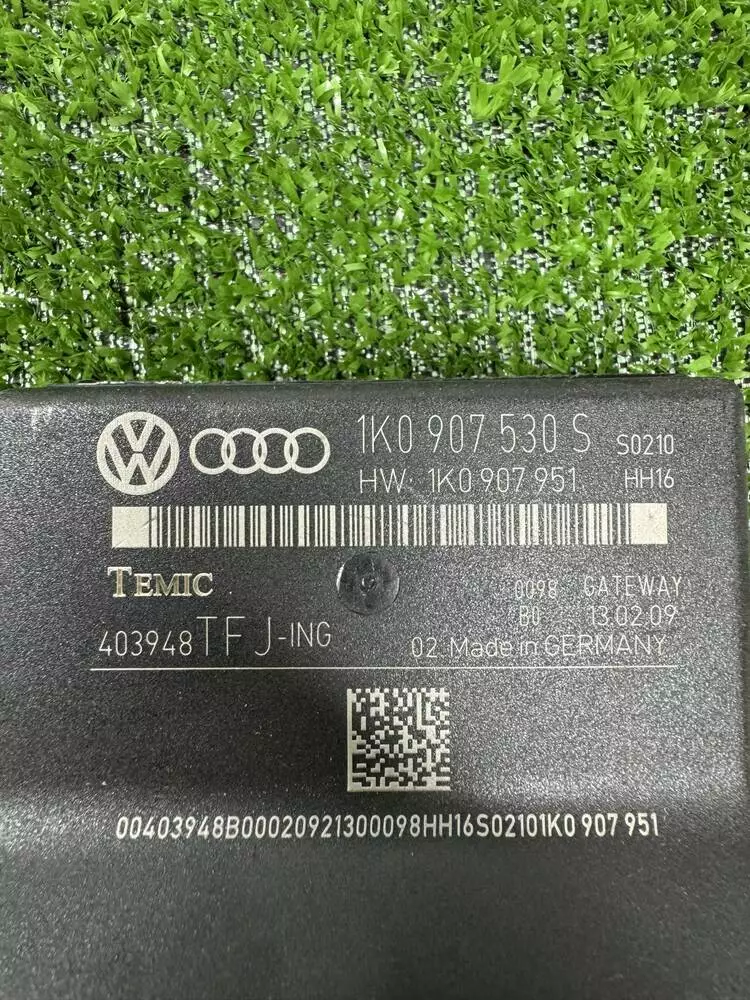 1K0 907 530 S S0210
HW: 1K0 907 951 HH16
TEMIC 0098 GATEWAY
B0 13.02.09
403948 TFJ-ING 02 Made in GERMANY
00403948B00020921300098HH16S02101K0 907 951